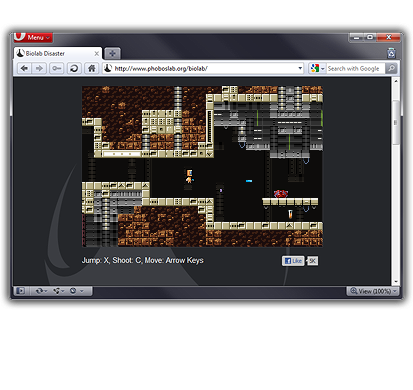 Menu
Biolab Disaster
http://www.phoboslab.org/biolab/
Search with Google
Jump: X, Shoot: C, Move: Arrow Keys
Like
5K
View (100%)